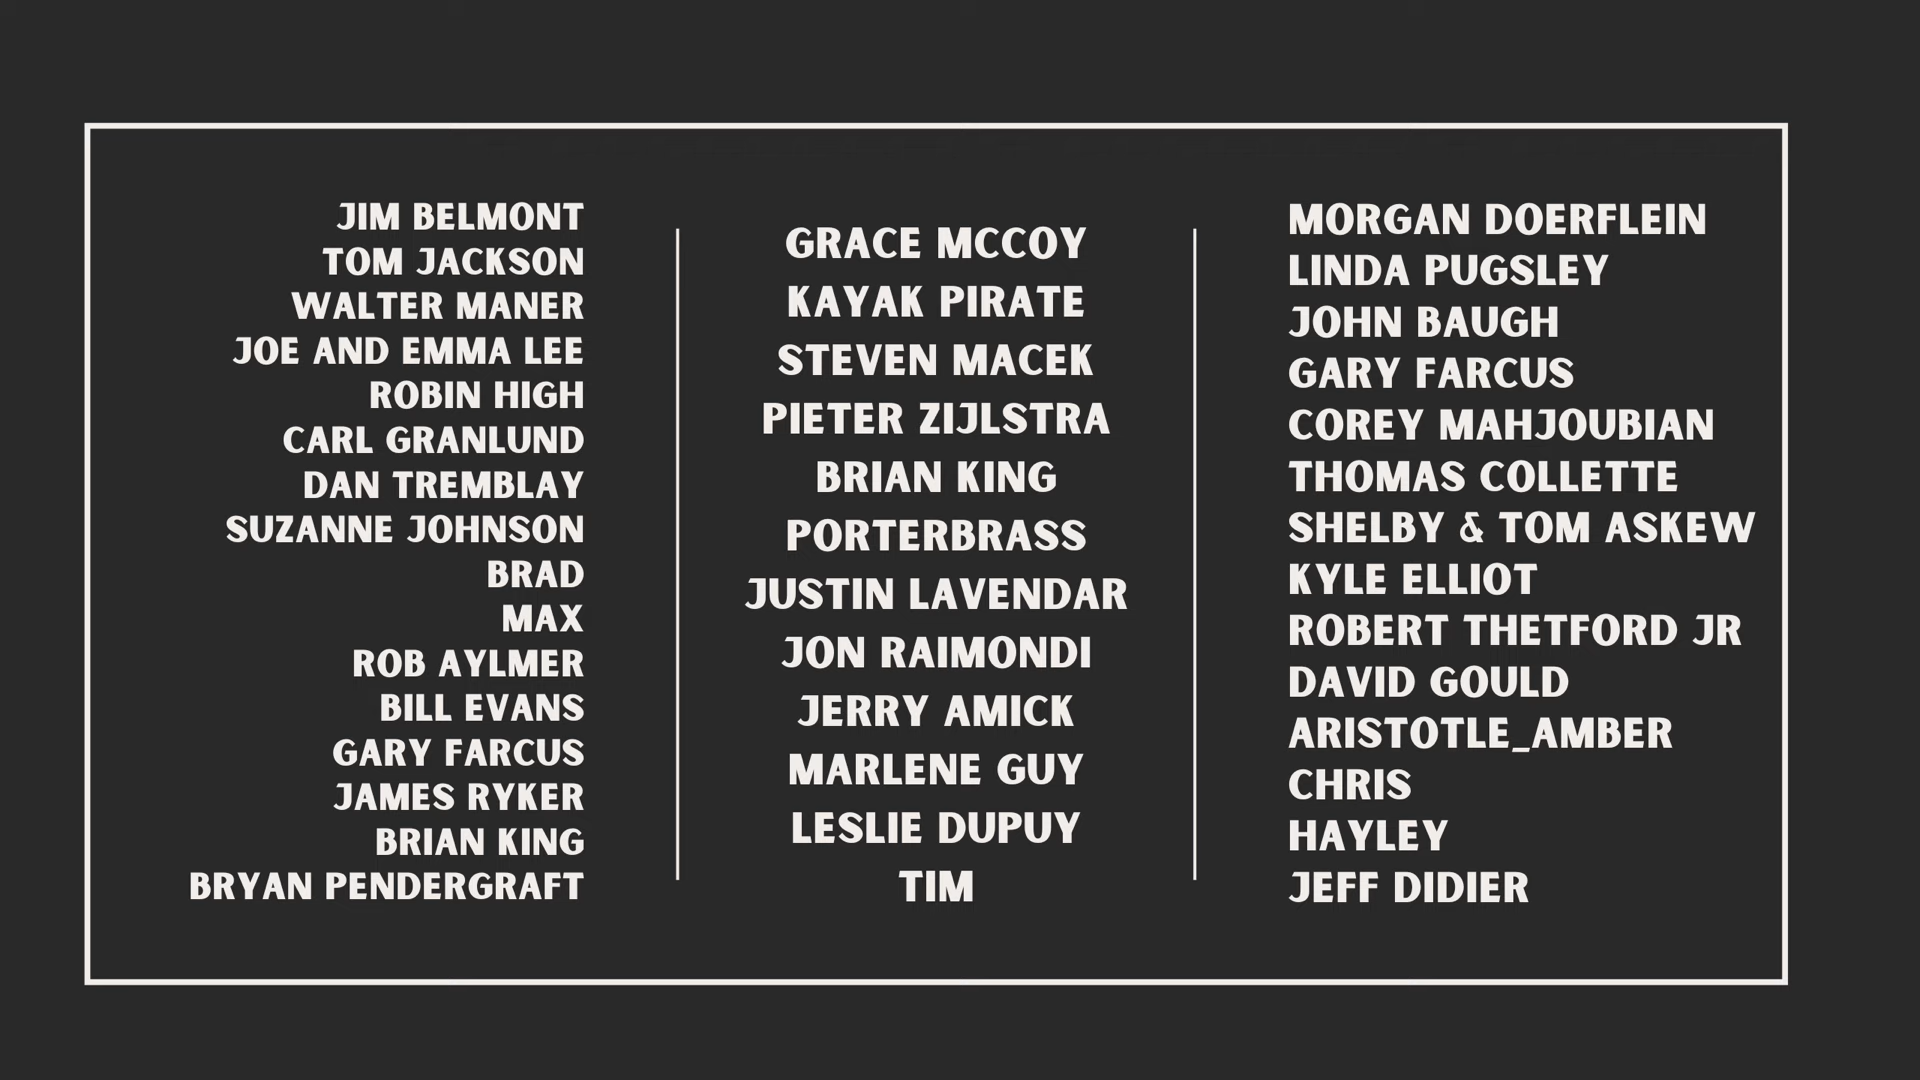 JIM BELMONT
TOM JACKSON
WALTER MANER
JOE AND EMMA LEE
ROBIN HIGH
CARL GRANLUND
DAN TREMBLAY
SUZANNE JOHNSON
BRAD
MAX
ROB AYLMER
BILL EVANS
GARY FARCUS
JAMES RYKER
BRIAN KING
BRYAN PENDERGRAFT
GRACE MCCOY
KAYAK PIRATE
STEVEN MACEK
PIETER ZIJLSTRA
BRIAN KING
PORTERBRASS
JUSTIN LAVENDAR
JON RAIMONDI
JERRY AMICK
MARLENE GUY
LESLIE DUPUY
TIM
MORGAN DOERFLEIN
LINDA PUGSLEY
JOHN BAUGH
GARY FARCUS
COREY MAHJOUBIAN
THOMAS COLLETTE
SHELBY & TOM ASKEW
KYLE ELLIOT
ROBERT THETFORD JR
DAVID GOULD
ARISTOTLE_AMBER
CHRIS
HAYLEY
JEFF DIDIER